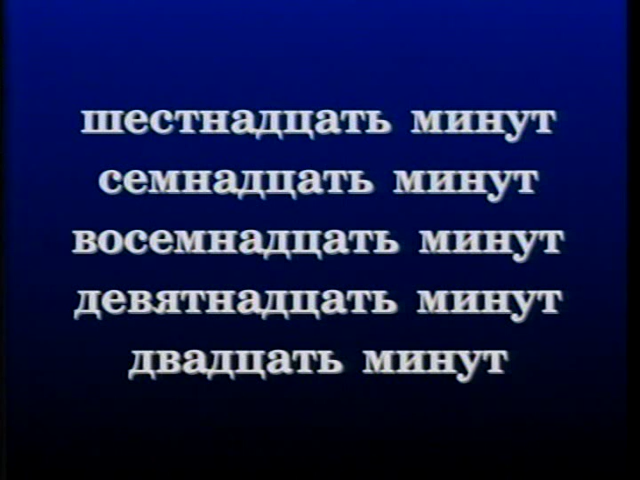 шестнадцать минут
семнадцать минут
восемнадцать минут
девятнадцать минут
двадцать минут